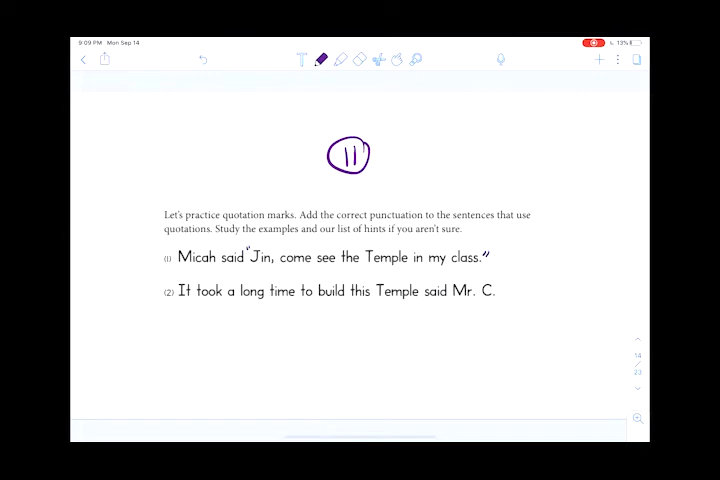 9:09 PM Mon Sep 14
13%
T
11
Let's practice quotation marks. Add the correct punctuation to the sentences that use
quotations. Study the examples and our list of hints if you aren't sure.
(1) Micah said "Jin, come see the Temple in my class."
(2) It took a long time to build this Temple said Mr. C.
14
/
23